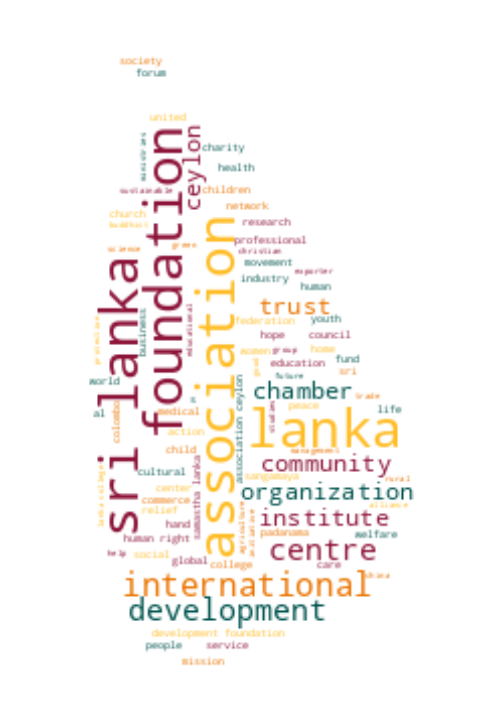 society
forum
united
ministries
charity
health
sustainable
children
ceylon
foundation
network
church
buddhist
research
professional
christian
science
green
movement
exporter
industry
human
sri lanka
association
trust
business
educational
federation
youth
hope
council
women
group
home
education
fund
sri
future
world
chamber
trade
colombo
al
s
medical
association ceylon
peace
life
lanka
action
child
management
samastha lanka
community
cultural
sangamaya
rural
center
organization
commerce
alliance
relief
institute
hand
agriculture
padanama
welfare
human right
centre
help
social
global
college
care
china
international
development
development foundation
people
service
mission